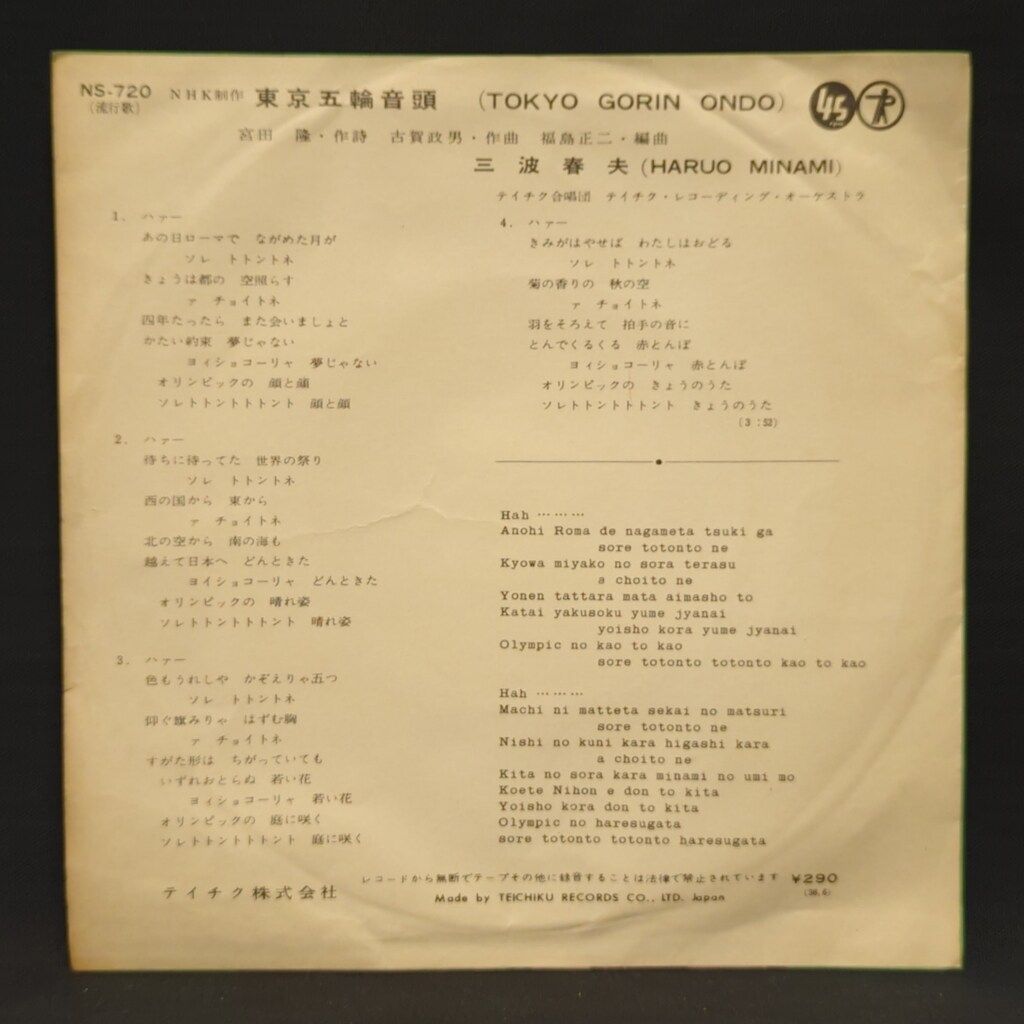 NS-720 NHK制作 東京五輪音頭 (TOKYO GORIN ONDO) 45
(流行歌)
宮田 隆・作詩 古賀政男・作曲 福島正二・編曲
三波春夫 (HARUO MINAMI)
テイチク合唱団 テイチク・レコーディング・オーケストラ
1. ハァー
あの日ローマで ながめた月が
ソレ トトントネ
きょうは都の 空照らす
ァ チョイトネ
四年たったら また会いましょと
かたい約束 夢じゃない
ヨィショコーリャ 夢じゃない
オリンピックの 顔と顔
ソレトトントトトント 顔と顔
2. ハァー
待ちに待ってた 世界の祭り
ソレ トトントネ
西の国から 東から
ァ チョイトネ
北の空から 南の海も
越えて日本へ どんときた
ヨイショコーリャ どんときた
オリンピックの 晴れ姿
ソレトトントトトント 晴れ姿
3. ハァー
色もうれしや かぞえりゃ五つ
ソレ トトントネ
仰ぐ旗みりゃ はずむ胸
ァ チョイトネ
すがた形は ちがっていても
いずれおとらぬ 若い花
ヨィショコーリャ 若い花
オリンピックの 庭に咲く
ソレトトントトトント 庭に咲く
4. ハァー
きみがはやせば わたしはおどる
ソレ トトントネ
菊の香りの 秋の空
ァ チョイトネ
羽をそろえて 拍手の音に
とんでくるくる 赤とんぼ
ヨィショコーリャ 赤とんぼ
オリンピックの きょうのうた
ソレトトントトトント きょうのうた
(3:52)
Hah ………
Anohi Roma de nagameta tsuki ga
sore totonto ne
Kyowa miyako no sora terasu
a choito ne
Yonen tattara mata aimasho to
Katai yakusoku yume jyanai
yoisho kora yume jyanai
Olympic no kao to kao
sore totonto totonto kao to kao
Hah ………
Machi ni matteta sekai no matsuri
sore totonto ne
Nishi no kuni kara higashi kara
a choito ne
Kita no sora kara minami no umi mo
Koete Nihon e don to kita
Yoisho kora don to kita
Olympic no haresugata
sore totonto totonto haresugata
テイチク株式会社 レコードから無断でテープその他に録音することは法律で禁止されています ¥290
Made by TEICHIKU RECORDS CO., LTD. Japan (38.6)